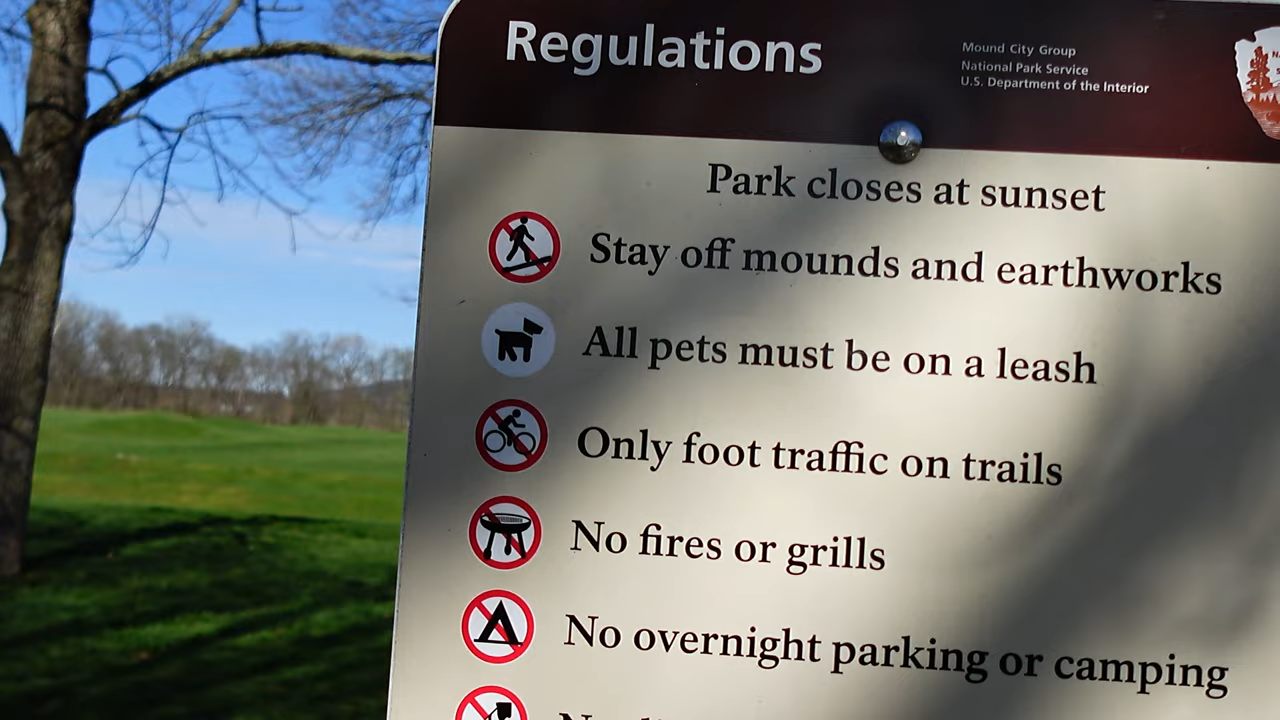 Regulations
Mound City Group
National Park Service
U.S. Department of the Interior
Park closes at sunset
Stay off mounds and earthworks
All pets must be on a leash
Only foot traffic on trails
No fires or grills
No overnight parking or camping